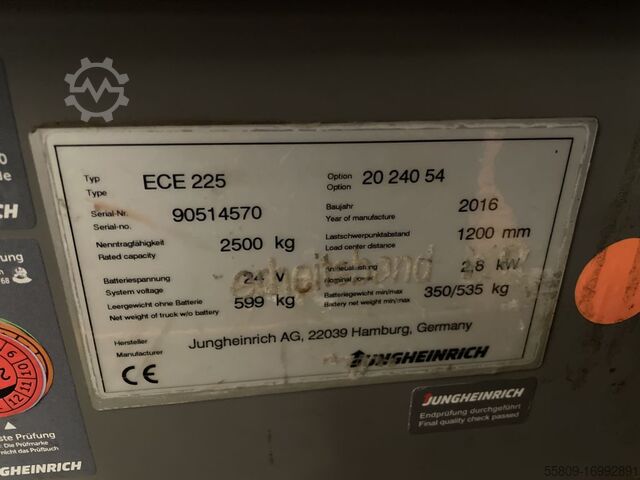 Typ
Type
ECE 225
Option
Option
20 240 54
Serial-Nr.
Serial-no.
90514570
Baujahr
Year of manufacture
2016
Nenntragfähigkeit
Rated capacity
2500 kg
Lastschwerpunktabstand
Load center distance
1200 mm
Batteriespannung
System voltage
24 V
2,8 kW
Leergewicht ohne Batterie
Net weight of truck w/o battery
599 kg
Batteriegewicht min/max
Battery net weight min/max
350/535 kg
Hersteller
Manufacturer
Jungheinrich AG, 22039 Hamburg, Germany
JUNGHEINRICH
CE
JUNGHEINRICH
Endprüfung durchgeführt
Final quality check passed
ste Prüfung
NGHEINRICH
55809-16992891